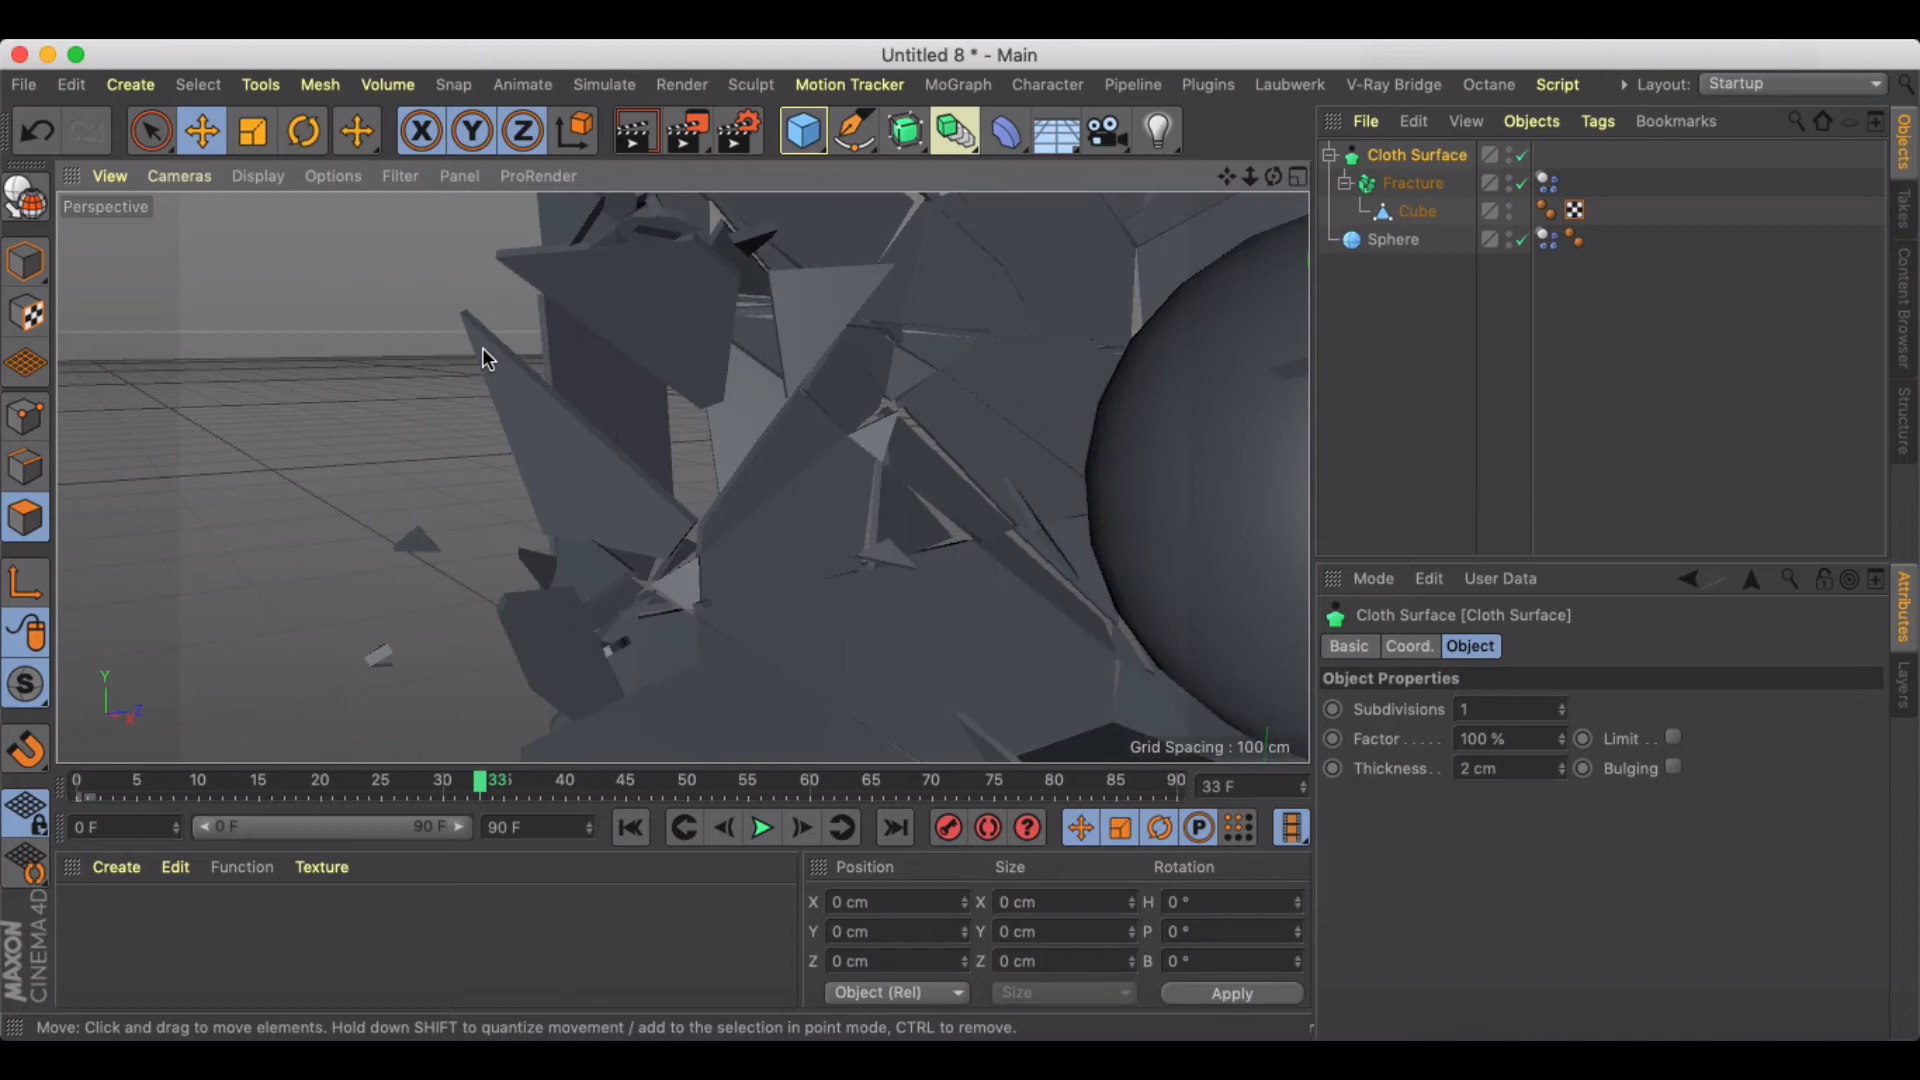 Untitled 8 * - Main
File Edit Create Select Tools Mesh Volume Snap Animate Simulate Render Sculpt Motion Tracker MoGraph Character Pipeline Plugins Laubwerk V-Ray Bridge Octane Script Layout: Startup
X Y Z
File Edit View Objects Tags Bookmarks
View Cameras Display Options Filter Panel ProRender
Perspective
Cloth Surface
Fracture
Cube
Sphere
Objects
Takes
Content Browser
Structure
Mode Edit User Data
Cloth Surface [Cloth Surface]
Basic Coord. Object
Object Properties
Subdivisions 1
Factor . . . . . 100 % Limit . .
Thickness . . 2 cm Bulging
Attributes
Layers
Y
Z
X
Grid Spacing : 100 cm
S
0 5 10 15 20 25 30 33 40 45 50 55 60 65 70 75 80 85 90 33 F
0 F 0 F 90 F 90 F ? P
Create Edit Function Texture
Position Size Rotation
X 0 cm X 0 cm H 0 °
Y 0 cm Y 0 cm P 0 °
Z 0 cm Z 0 cm B 0 °
Object (Rel) Size Apply
MAXON
CINEMA 4D
Move: Click and drag to move elements. Hold down SHIFT to quantize movement / add to the selection in point mode, CTRL to remove.